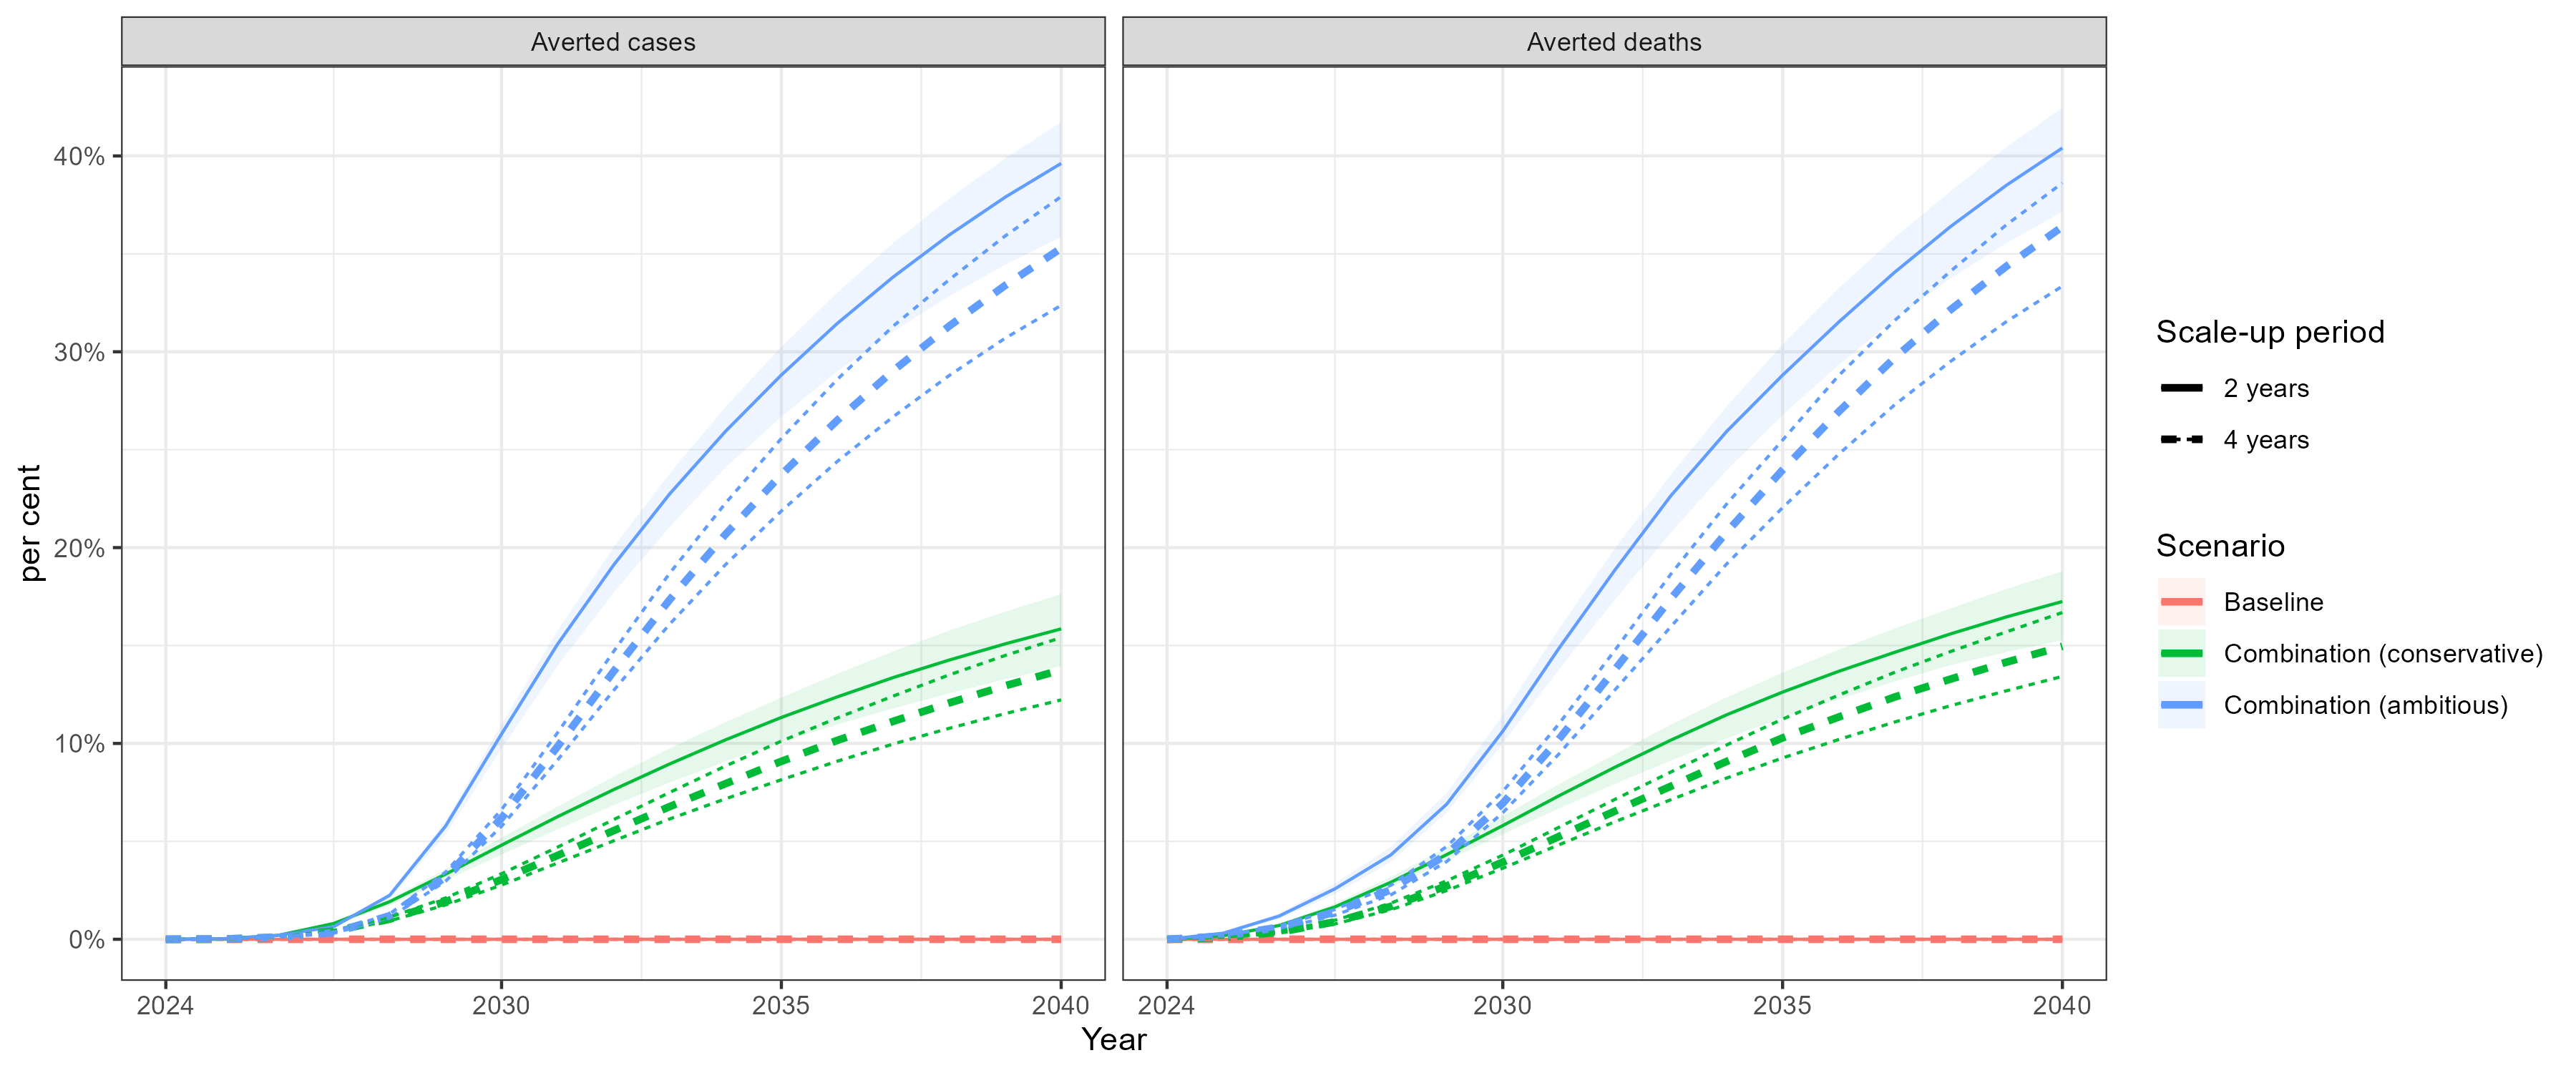 Averted cases
Averted deaths
per cent
40%
30%
20%
10%
0%
2024
2030
2035
2040
2024
2030
2035
2040
Year
Scale-up period
2 years
4 years
Scenario
Baseline
Combination (conservative)
Combination (ambitious)